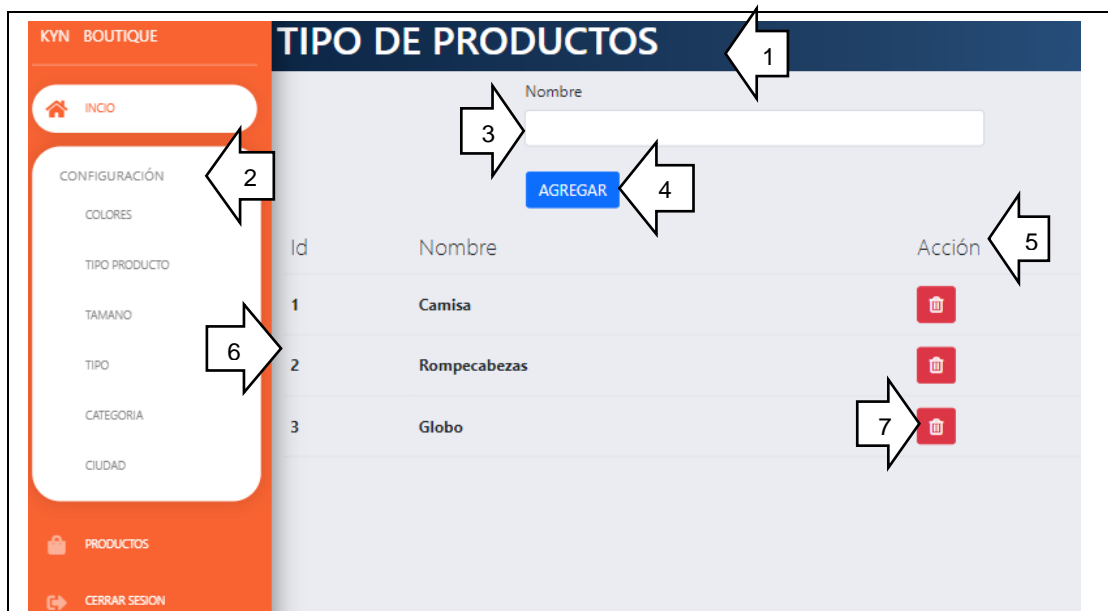 KYN BOUTIQUE
INCIO
CONFIGURACIÓN
COLORES
TIPO PRODUCTO
TAMANO
TIPO
CATEGORIA
CIUDAD
PRODUCTOS
CERRAR SESION
TIPO DE PRODUCTOS
1
Nombre
3
AGREGAR
4
2
5
Id Nombre Acción
1 Camisa
6
2 Rompecabezas
3 Globo
7